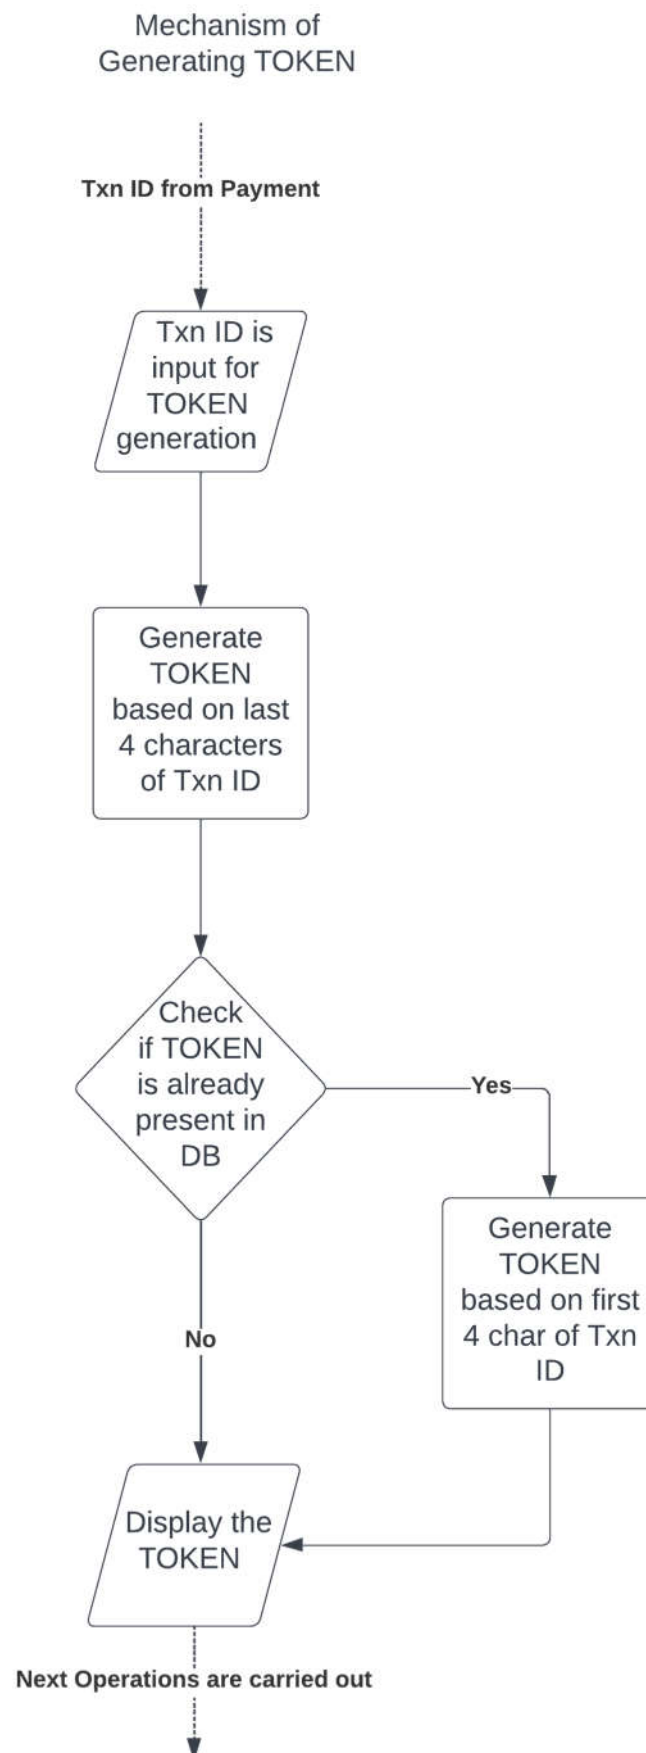 Mechanism of
Generating TOKEN
Txn ID from Payment
Txn ID is
input for
TOKEN
generation
Generate
TOKEN
based on last
4 characters
of Txn ID
Check
if TOKEN
is already
present in
DB
Yes
Generate
TOKEN
based on first
4 char of Txn
ID
No
Display the
TOKEN
Next Operations are carried out